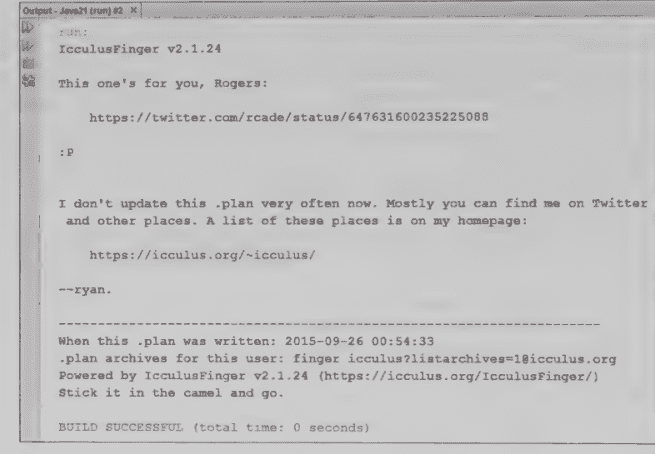 Output - Java21 (run) #2 ×
run:
IcculusFinger v2.1.24
This one's for you, Rogers:
https://twitter.com/rcade/status/647631600235225088
:P
I don't update this .plan very often now. Mostly you can find me on Twitter
and other places. A list of these places is on my homepage:
https://icculus.org/~icculus/
--ryan.
---------------------------------------------------------------------
When this .plan was written: 2015-09-26 00:54:33
.plan archives for this user: finger icculus?listarchives=1@icculus.org
Powered by IcculusFinger v2.1.24 (https://icculus.org/IcculusFinger/)
Stick it in the camel and go.
BUILD SUCCESSFUL (total time: 0 seconds)